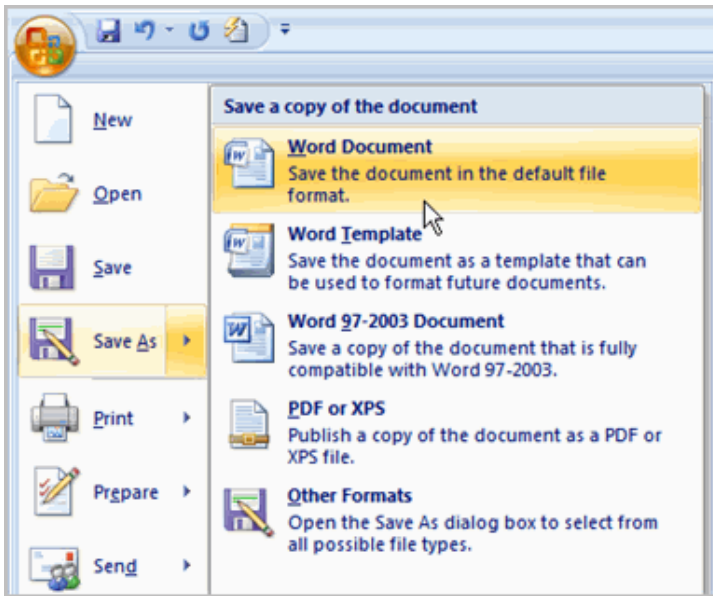 New
Open
Save
Save As
Print
Prepare
Send
Save a copy of the document
Word Document
Save the document in the default file
format.
Word Template
Save the document as a template that can
be used to format future documents.
Word 97-2003 Document
Save a copy of the document that is fully
compatible with Word 97-2003.
PDF or XPS
Publish a copy of the document as a PDF or
XPS file.
Other Formats
Open the Save As dialog box to select from
all possible file types.